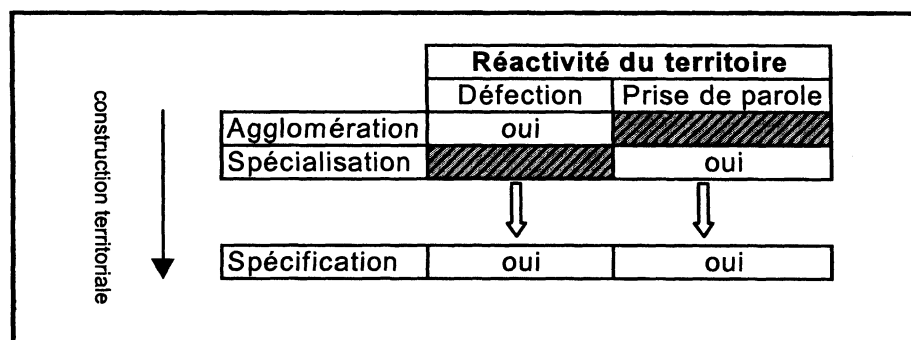 Réactivité du territoire
Défection Prise de parole
Agglomération oui
Spécialisation oui
Spécification oui oui
construction territoriale